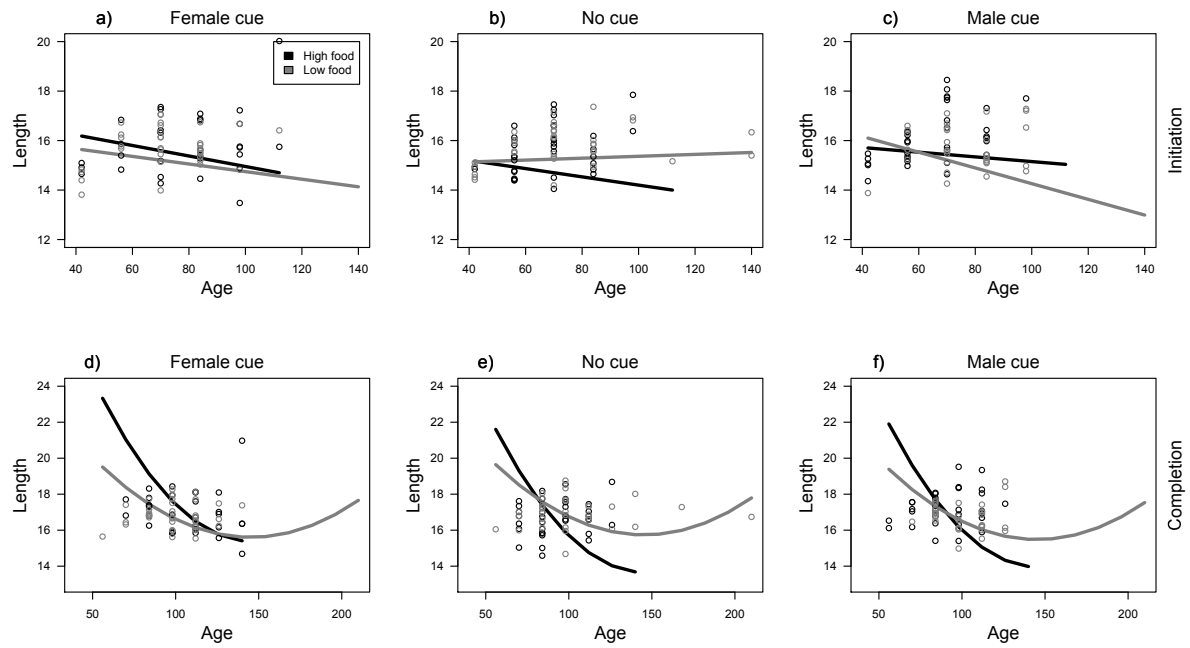 a) Female cue
b) No cue
c) Male cue
High food
Low food
Length
20
18
16
14
12
40 60 80 100 120 140
Age
Length
20
18
16
14
12
40 60 80 100 120 140
Age
Length
20
18
16
14
12
40 60 80 100 120 140
Age
Initiation
d) Female cue
e) No cue
f) Male cue
Length
24
22
20
18
16
14
50 100 150 200
Age
Length
24
22
20
18
16
14
50 100 150 200
Age
Length
24
22
20
18
16
14
50 100 150 200
Age
Completion